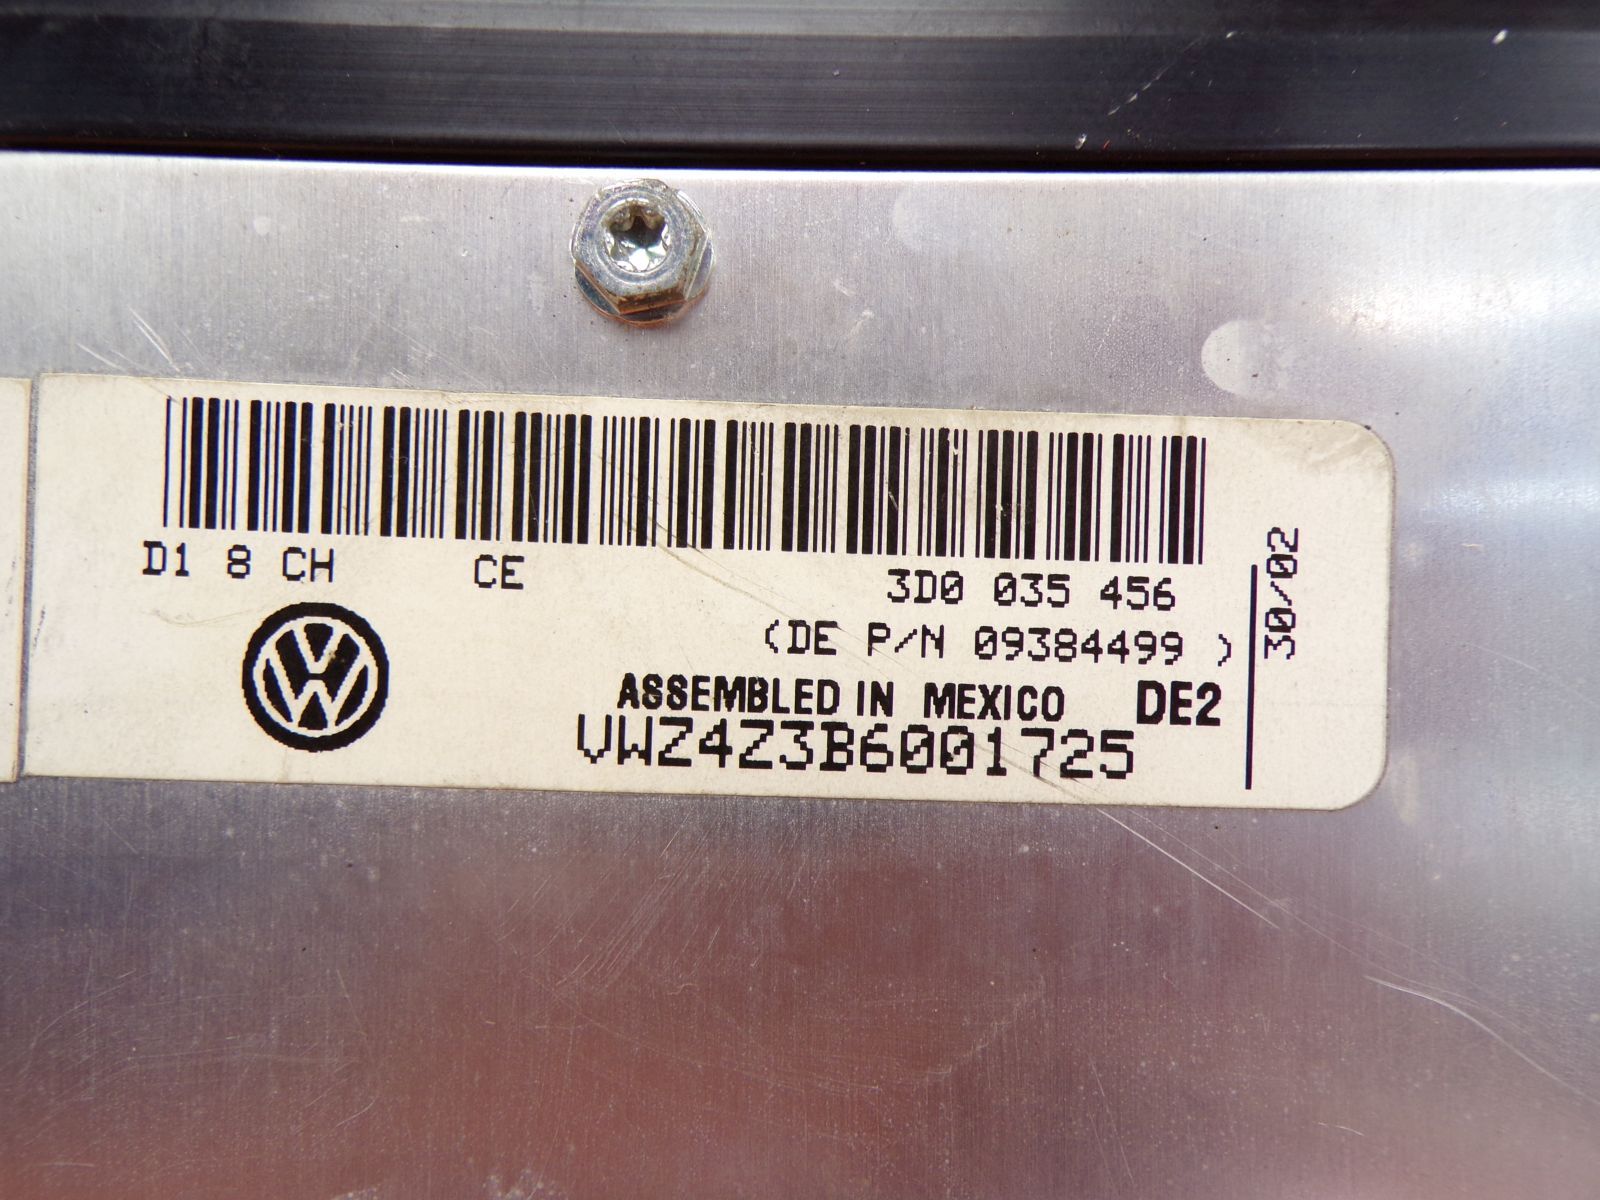 D1 8 CH CE 3D0 035 456
(DE P/N 09384499 )
ASSEMBLED IN MEXICO DE2
VWZ4Z3B6001725
30/02